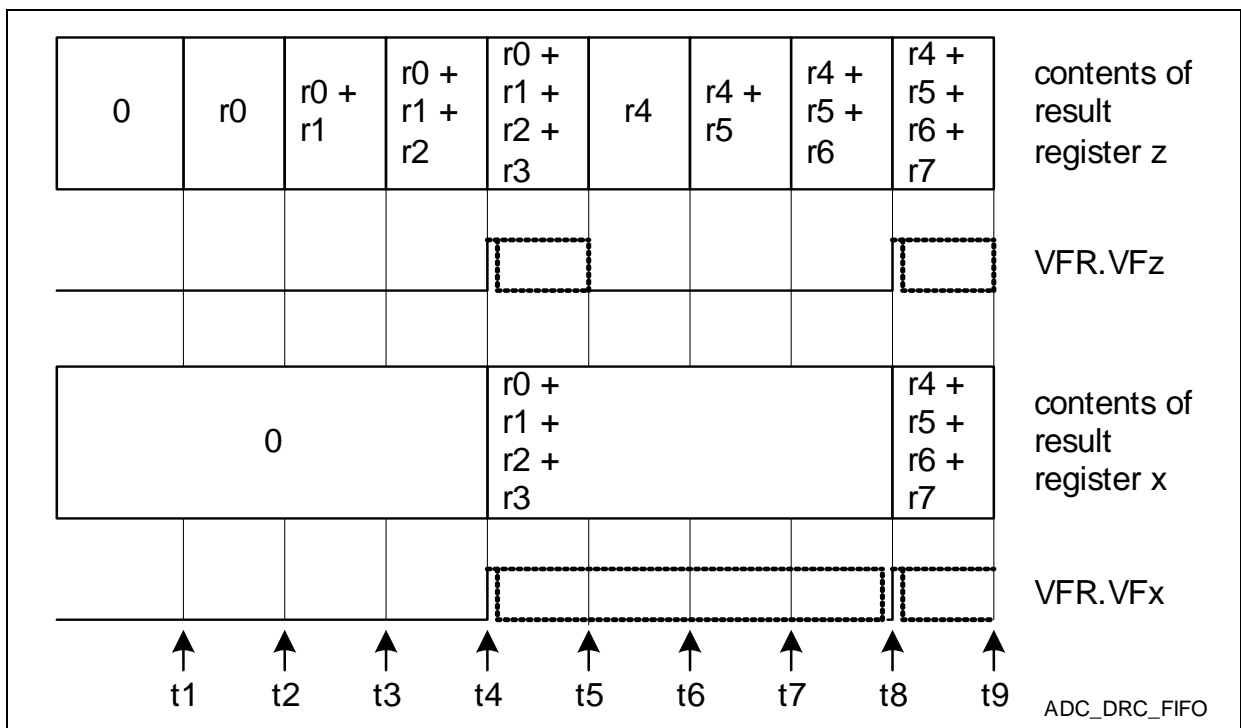 0
r0
r0 +
r1
r0 +
r1 +
r2
r0 +
r1 +
r2 +
r3
r4
r4 +
r5
r4 +
r5 +
r6
r4 +
r5 +
r6 +
r7
contents of
result
register z
VFR.VFz
0
r0 +
r1 +
r2 +
r3
r4 +
r5 +
r6 +
r7
contents of
result
register x
VFR.VFx
t1 t2 t3 t4 t5 t6 t7 t8 t9
ADC_DRC_FIFO